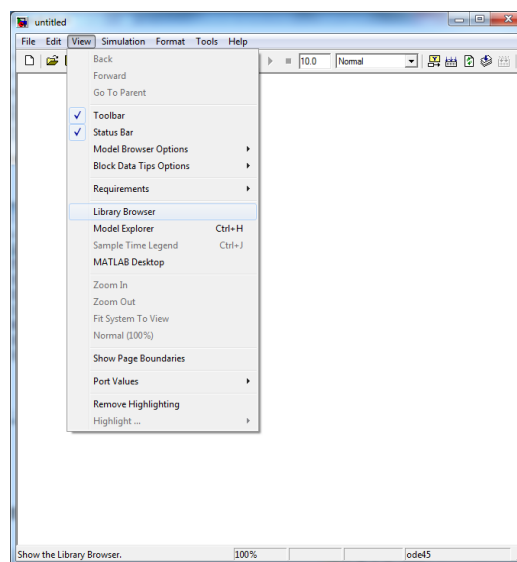 untitled
File Edit View Simulation Format Tools Help
10.0 Normal
Back
Forward
Go To Parent
Toolbar
Status Bar
Model Browser Options
Block Data Tips Options
Requirements
Library Browser
Model Explorer Ctrl+H
Sample Time Legend Ctrl+J
MATLAB Desktop
Zoom In
Zoom Out
Fit System To View
Normal (100%)
Show Page Boundaries
Port Values
Remove Highlighting
Highlight ...
Show the Library Browser. 100% ode45